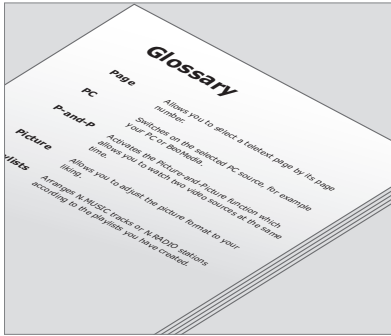 Glossary
Page
Allows you to select a teletext page by its page
number.
PC
Switches on the selected PC source, for example
your PC or BeoMedia.
P-and-P
Activates the Picture-and-Picture function which
allows you to watch two video sources at the same
time.
Picture
Allows you to adjust the picture format to your
liking.
ylists
Arranges N.MUSIC tracks or N.RADIO stations
according to the playlists you have created.